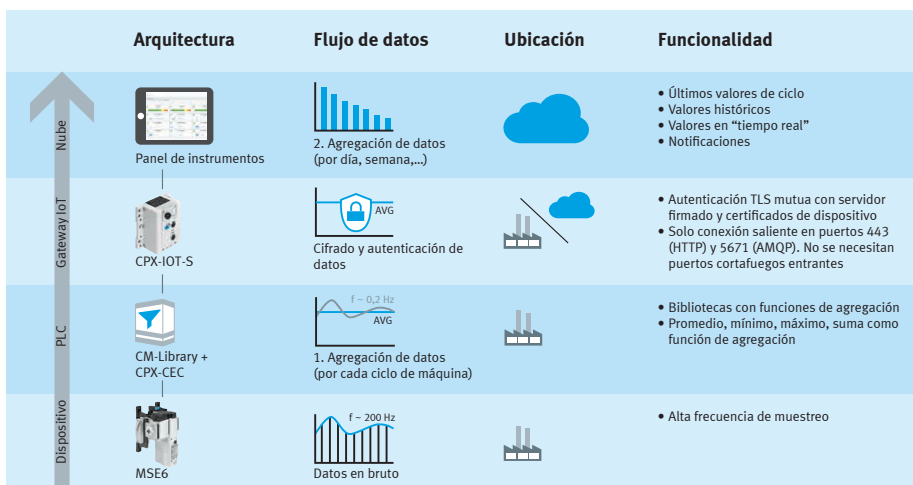 Arquitectura
Flujo de datos
Ubicación
Funcionalidad
Nube
Panel de instrumentos
2. Agregación de datos
(por día, semana,...)
• Últimos valores de ciclo
• Valores históricos
• Valores en “tiempo real”
• Notificaciones
Gateway IoT
CPX-IOT-S
AVG
Cifrado y autenticación de
datos
• Autenticación TLS mutua con servidor
firmado y certificados de dispositivo
• Solo conexión saliente en puertos 443
(HTTP) y 5671 (AMQP). No se necesitan
puertos cortafuegos entrantes
PLC
CM-Library +
CPX-CEC
f ~ 0,2 Hz
AVG
1. Agregación de datos
(por cada ciclo de máquina)
• Bibliotecas con funciones de agregación
• Promedio, mínimo, máximo, suma como
función de agregación
Dispositivo
MSE6
f ~ 200 Hz
Datos en bruto
• Alta frecuencia de muestreo